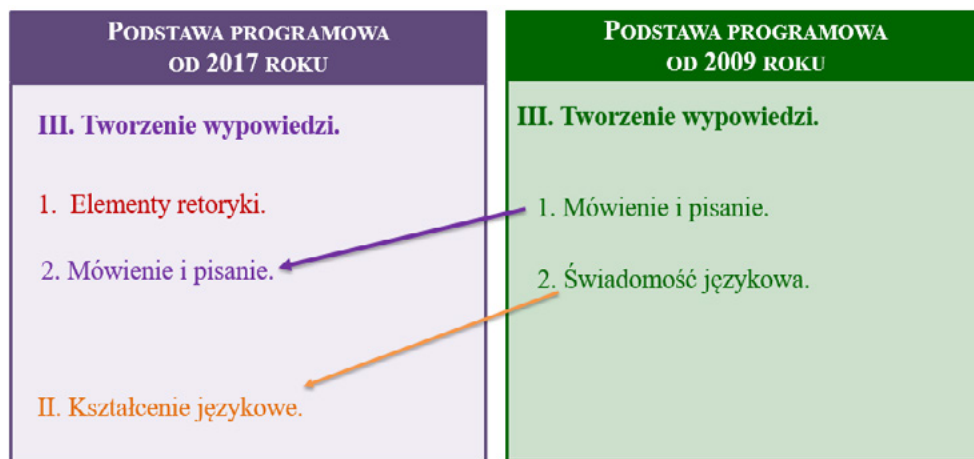 PODSTAWA PROGRAMOWA
OD 2017 ROKU
III. Tworzenie wypowiedzi.
1. Elementy retoryki.
2. Mówienie i pisanie.
II. Kształcenie językowe.
PODSTAWA PROGRAMOWA
OD 2009 ROKU
III. Tworzenie wypowiedzi.
1. Mówienie i pisanie.
2. Świadomość językowa.